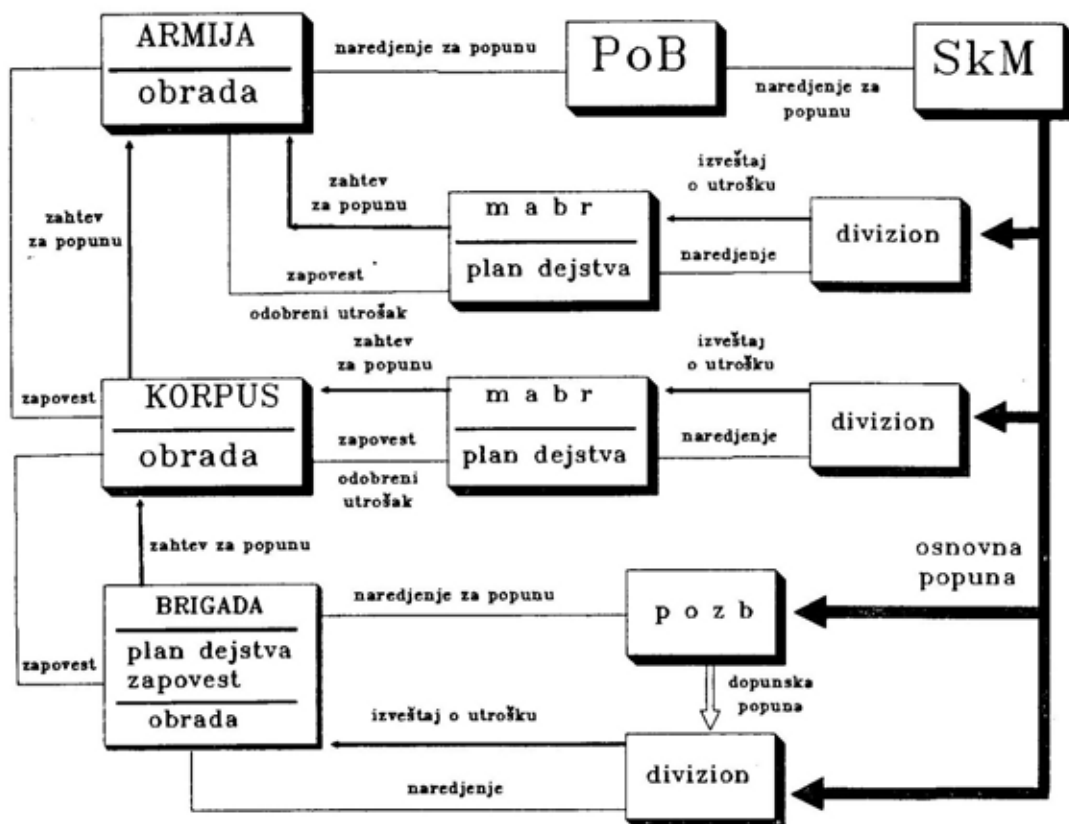 ARMIJA
obrada
naredjenje za popunu
PoB
naredjenje za
popunu
SkM
zahtev
za popunu
zahtev
za popunu
m a b r
plan dejstva
izveštaj
o utrošku
naredjenje
divizion
zapovest
odobreni utrošak
zapovest
KORPUS
obrada
zahtev
za popunu
zapovest
odobreni
utrošak
m a b r
plan dejstva
izveštaj
o utrošku
naredjenje
divizion
zahtev za popunu
osnovna
popuna
zapovest
BRIGADA
plan dejstva
zapovest
obrada
naredjenje za popunu
p o z b
dopunska
popuna
izveštaj o utrošku
naredjenje
divizion